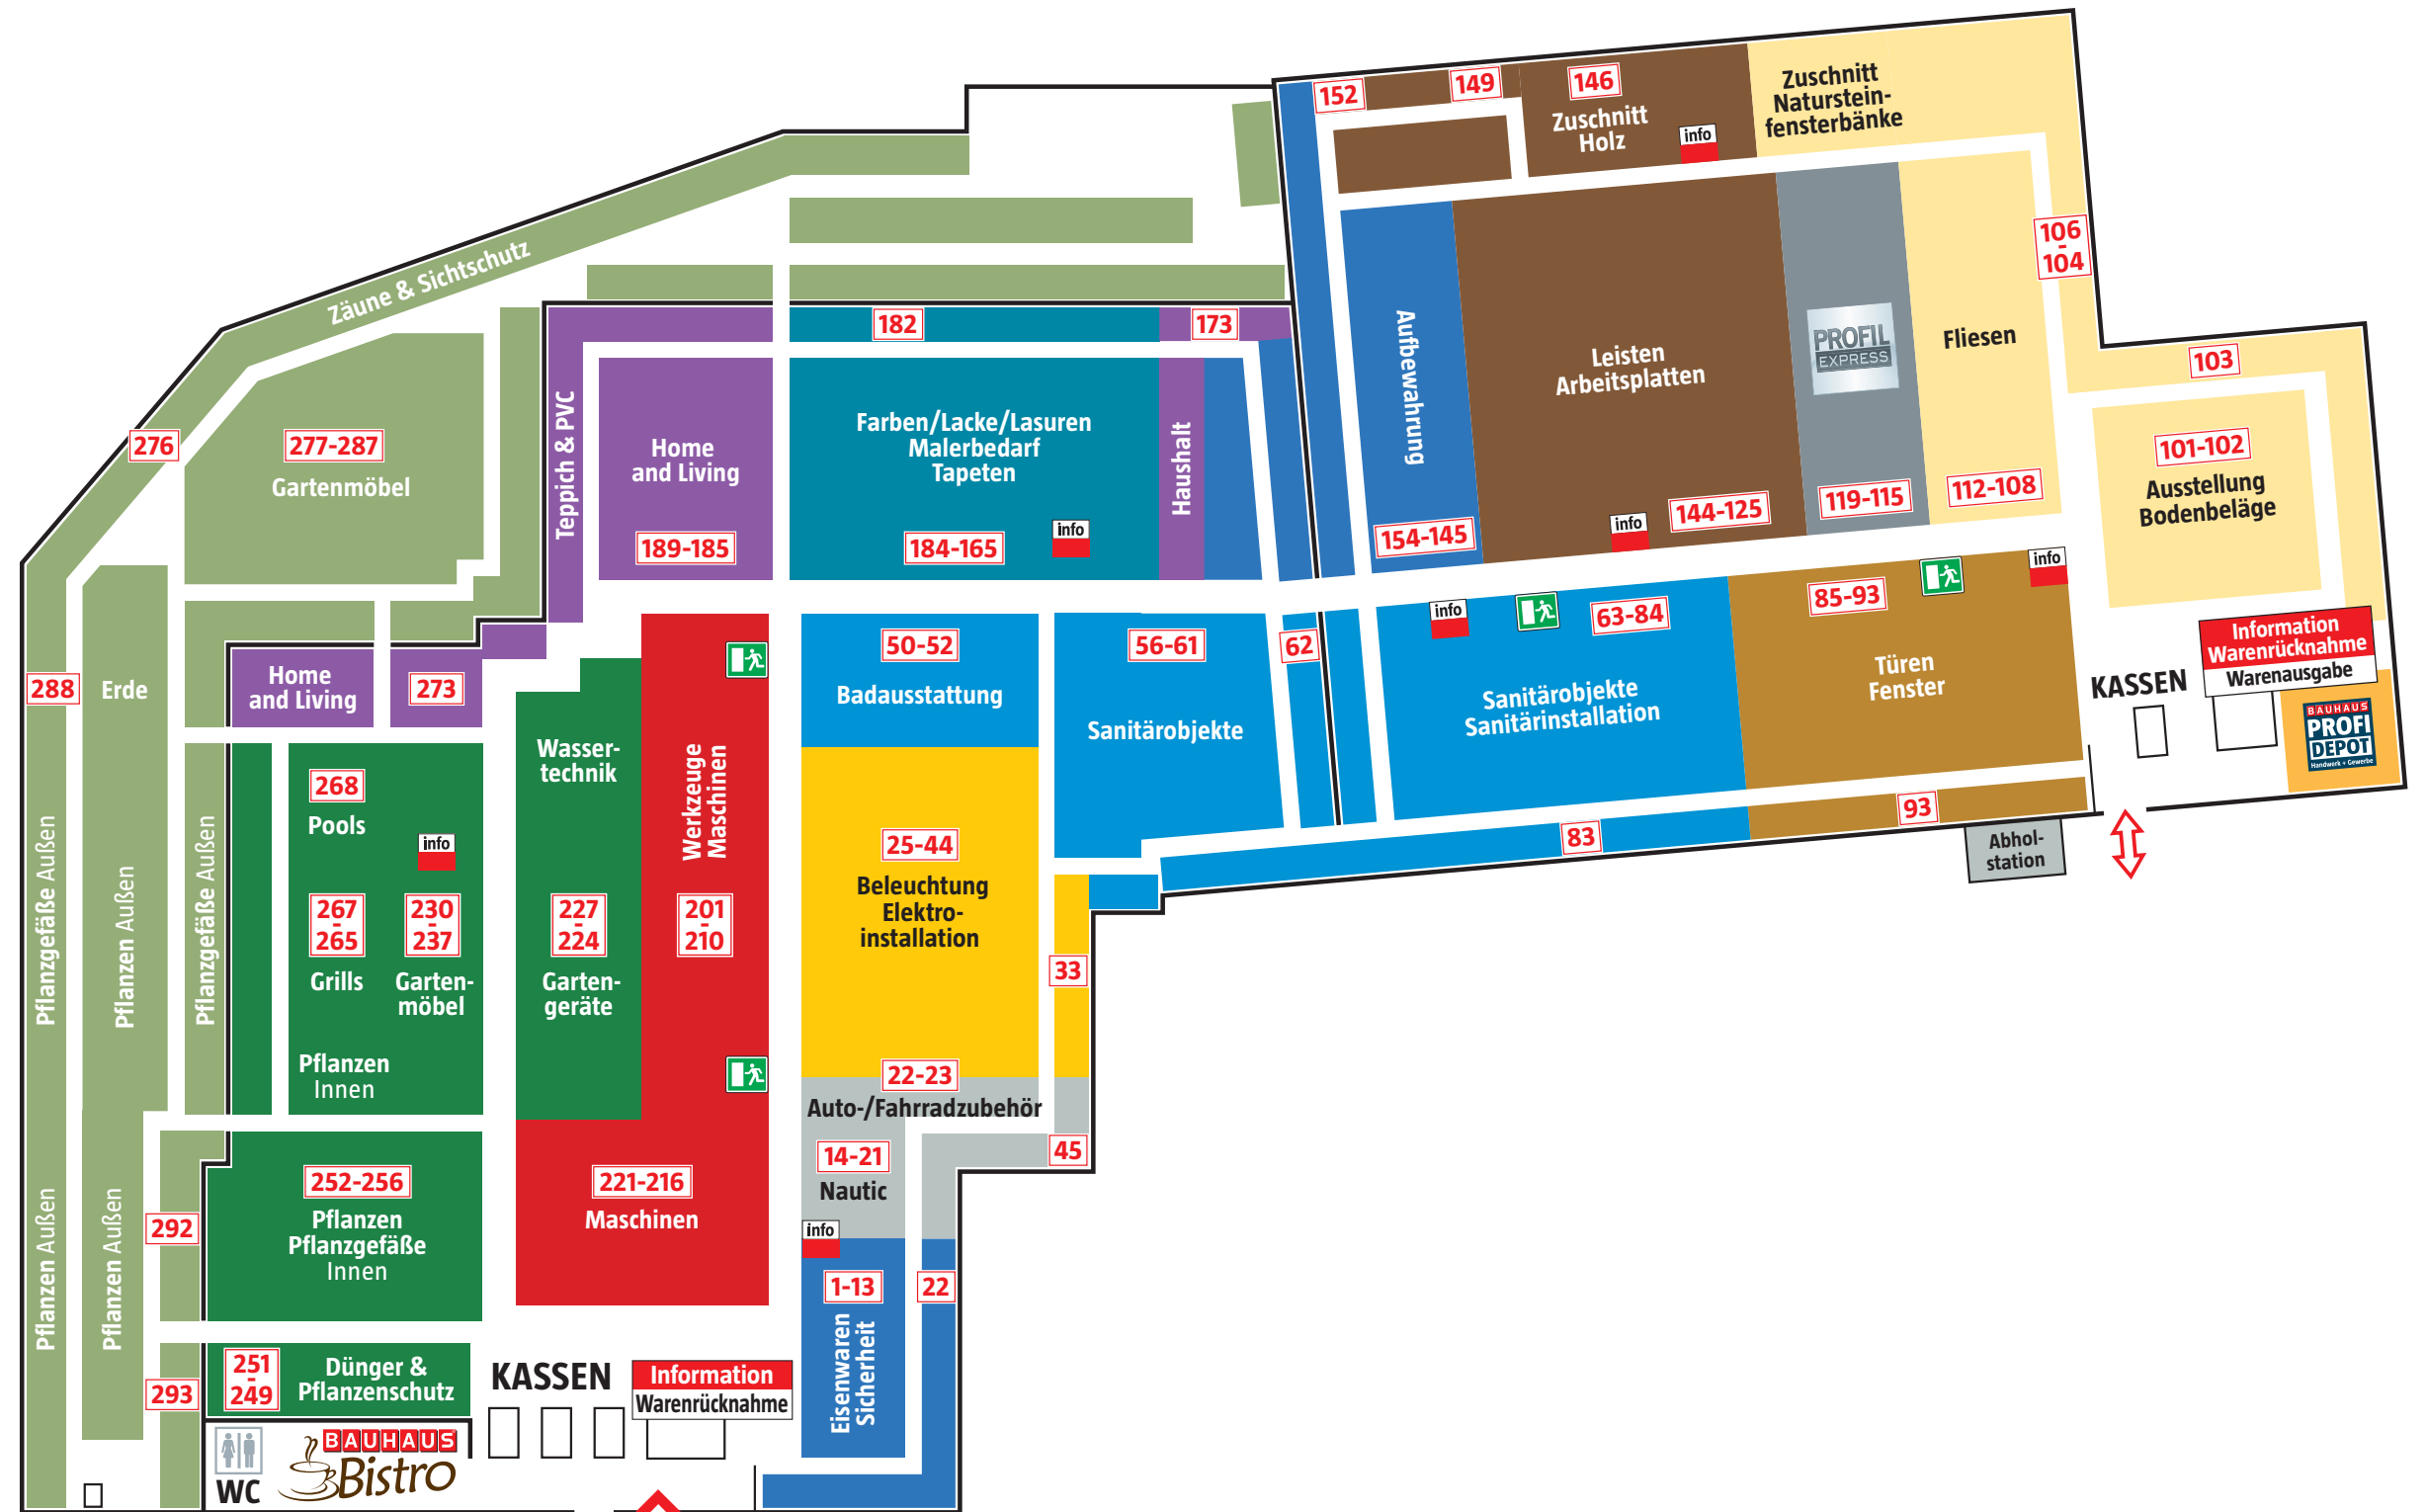 152
149
146
Zuschnitt
Holz
info
Zuschnitt
Naturstein-
fensterbänke
106
-
104
Zäune & Sichtschutz
182
173
103
276
277-287
Gartenmöbel
Teppich & PVC
Home
and Living
189-185
Farben/Lacke/Lasuren
Malerbedarf
Tapeten
184-165
info
Haushalt
Aufbewahrung
154-145
Leisten
Arbeitsplatten
info
144-125
PROFIL
EXPRESS
119-115
Fliesen
112-108
101-102
Ausstellung
Bodenbeläge
288
Erde
Home
and Living
273
50-52
Badausstattung
56-61
Sanitärobjekte
62
info
63-84
Sanitärobjekte
Sanitärinstallation
85-93
info
Türen
Fenster
KASSEN
Information
Warenrücknahme
Warenausgabe
BAUHAUS
PROFI
DEPOT
Handwerk + Gewerbe
83
93
Abhol-
station
Pflanzgefäße Außen
Pflanzen Außen
Pflanzgefäße Außen
268
Pools
info
267
-
265
Grills
230
-
237
Garten-
möbel
Pflanzen
Innen
Wasser-
technik
227
-
224
Garten-
geräte
Werkzeuge
Maschinen
201
-
210
25-44
Beleuchtung
Elektro-
installation
33
22-23
Auto-/Fahrradzubehör
45
14-21
Nautic
info
1-13
22
Eisenwaren
Sicherheit
Pflanzen Außen
Pflanzen Außen
292
252-256
Pflanzen
Pflanzgefäße
Innen
221-216
Maschinen
293
251
-
249
Dünger &
Pflanzenschutz
KASSEN
Information
Warenrücknahme
WC
BAUHAUS
Bistro